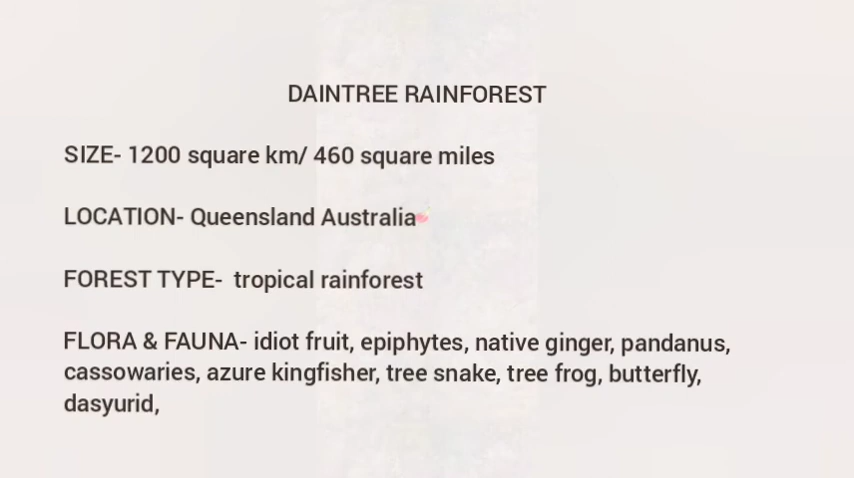 DAINTREE RAINFOREST
SIZE- 1200 square km/ 460 square miles
LOCATION- Queensland Australia
FOREST TYPE-  tropical rainforest
FLORA & FAUNA- idiot fruit, epiphytes, native ginger, pandanus,
cassowaries, azure kingfisher, tree snake, tree frog, butterfly,
dasyurid,